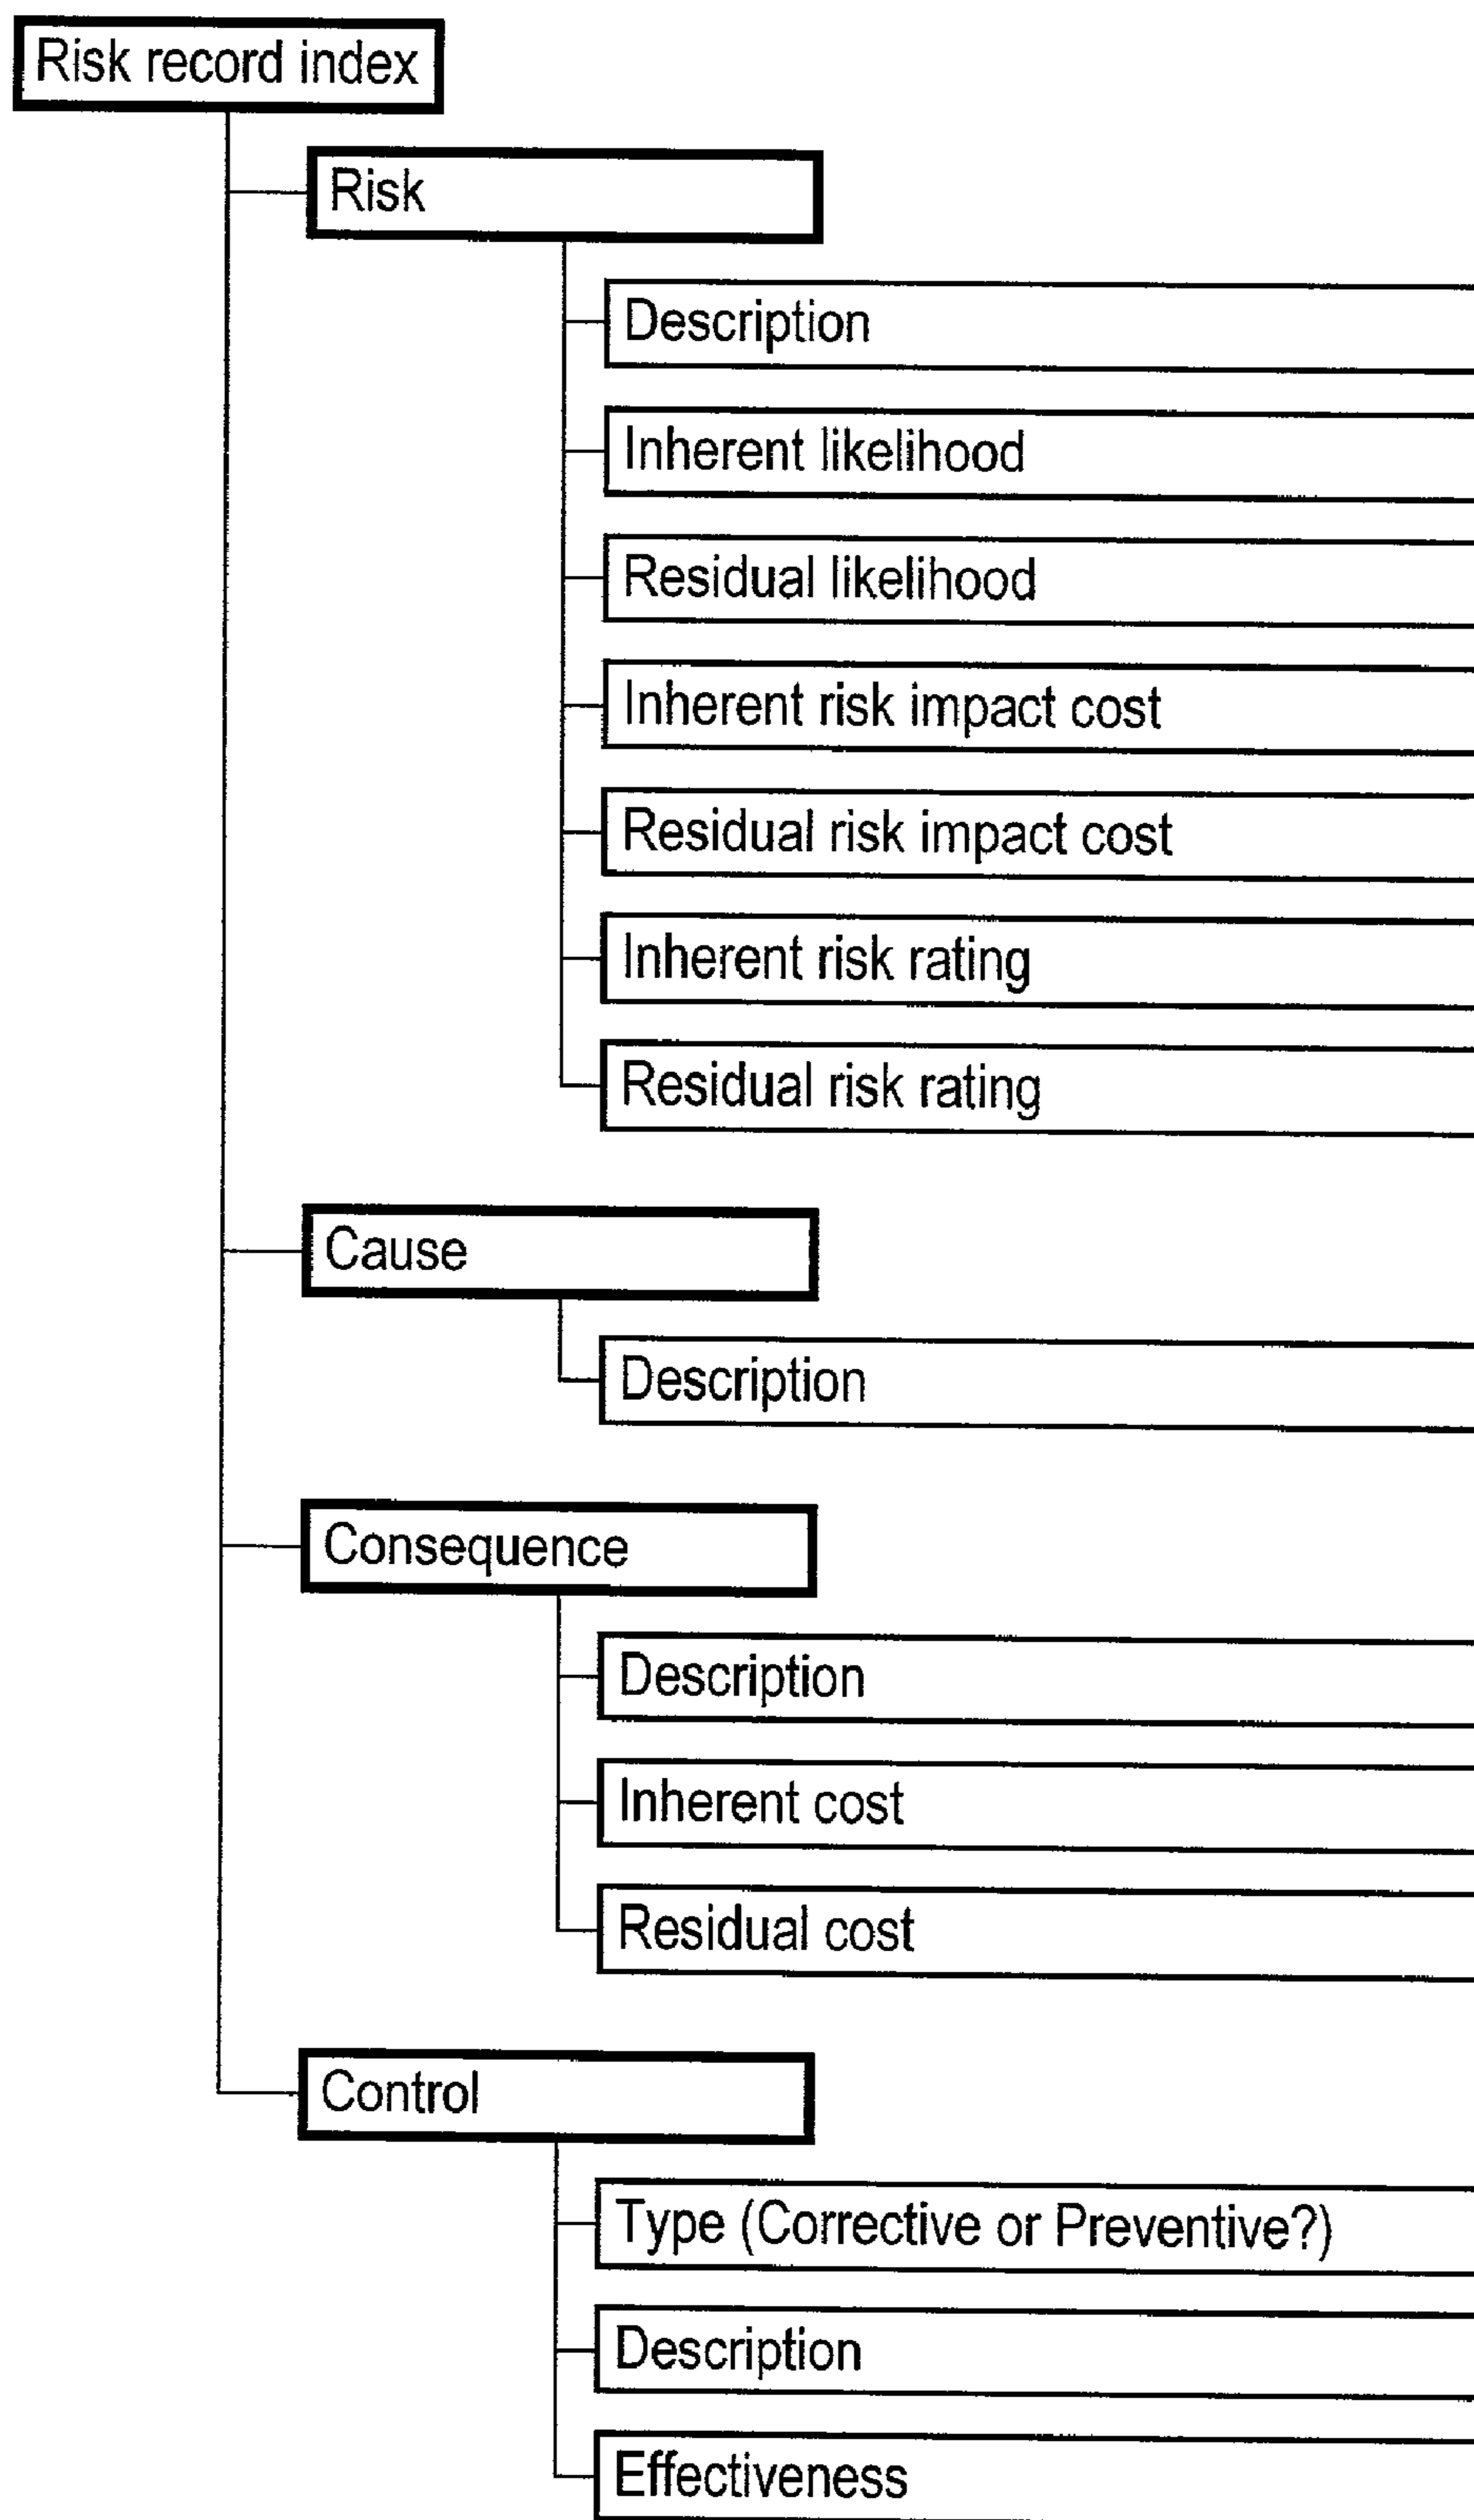 Risk record index
Risk
Description
Inherent likelihood
Residual likelihood
Inherent risk impact cost
Residual risk impact cost
Inherent risk rating
Residual risk rating
Cause
Description
Consequence
Description
Inherent cost
Residual cost
Control
Type (Corrective or Preventive?)
Description
Effectiveness